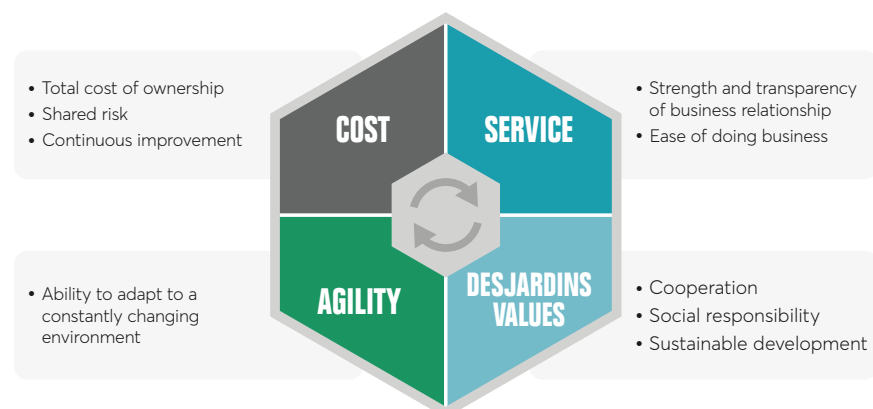 • Total cost of ownership
• Shared risk
• Continuous improvement
COST
SERVICE
• Strength and transparency
of business relationship
• Ease of doing business
• Ability to adapt to a
constantly changing
environment
AGILITY
DESJARDINS
VALUES
• Cooperation
• Social responsibility
• Sustainable development